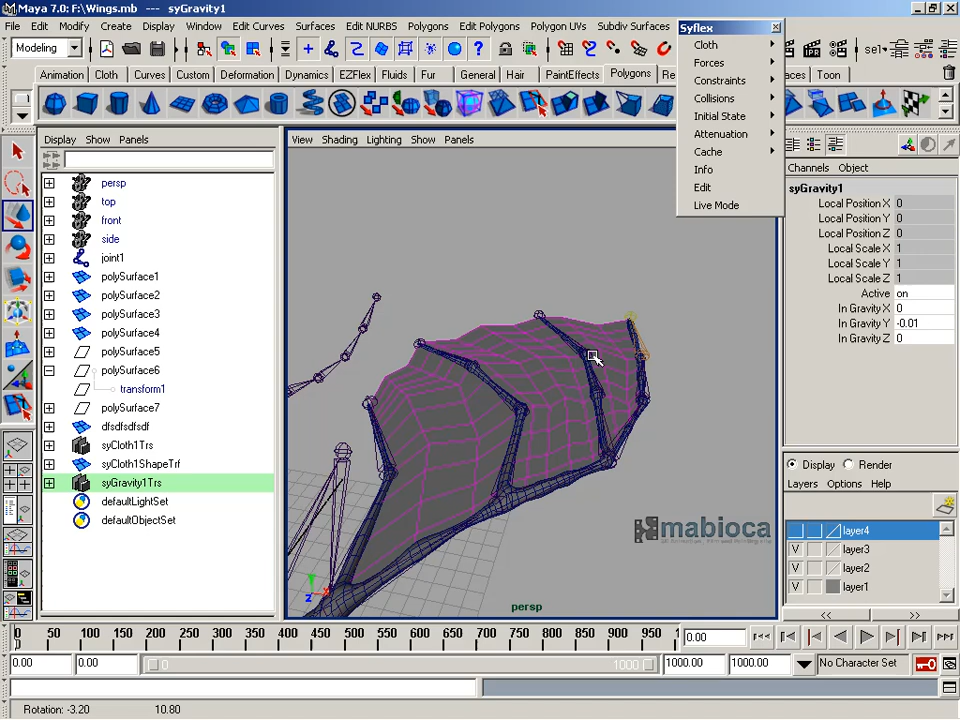 Maya 7.0: F:\Wings.mb --- syGravity1
File Edit Modify Create Display Window Edit Curves Surfaces Edit NURBS Polygons Edit Polygons Polygon UVs Subdiv Surfaces
Syflex
Modeling
sel
Cloth
Forces
Constraints
Collisions
Initial State
Attenuation
Cache
Info
Edit
Live Mode
Animation Cloth Curves Custom Deformation Dynamics EZFlex Fluids Fur General Hair PaintEffects Polygons Re
aces Toon
Display Show Panels
View Shading Lighting Show Panels
Channels Object
persp
top
front
side
joint1
polySurface1
polySurface2
polySurface3
polySurface4
polySurface5
polySurface6
transform1
polySurface7
dfsdfsdfsdf
syCloth1Trs
syCloth1ShapeTrf
syGravity1Trs
defaultLightSet
defaultObjectSet
mabioca
z
persp
syGravity1
Local Position X 0
Local Position Y 0
Local Position Z 0
Local Scale X 1
Local Scale Y 1
Local Scale Z 1
Active on
In Gravity X 0
In Gravity Y -0.01
In Gravity Z 0
Display Render
Layers Options Help
layer4
V layer3
V layer2
V layer1
<< >>
0 50 100 150 200 250 300 350 400 450 500 550 600 650 700 750 800 850 900 950
0.00
0.00 0.00 0 1000 1000.00 1000.00 No Character Set
Rotation: -3.20 10.80